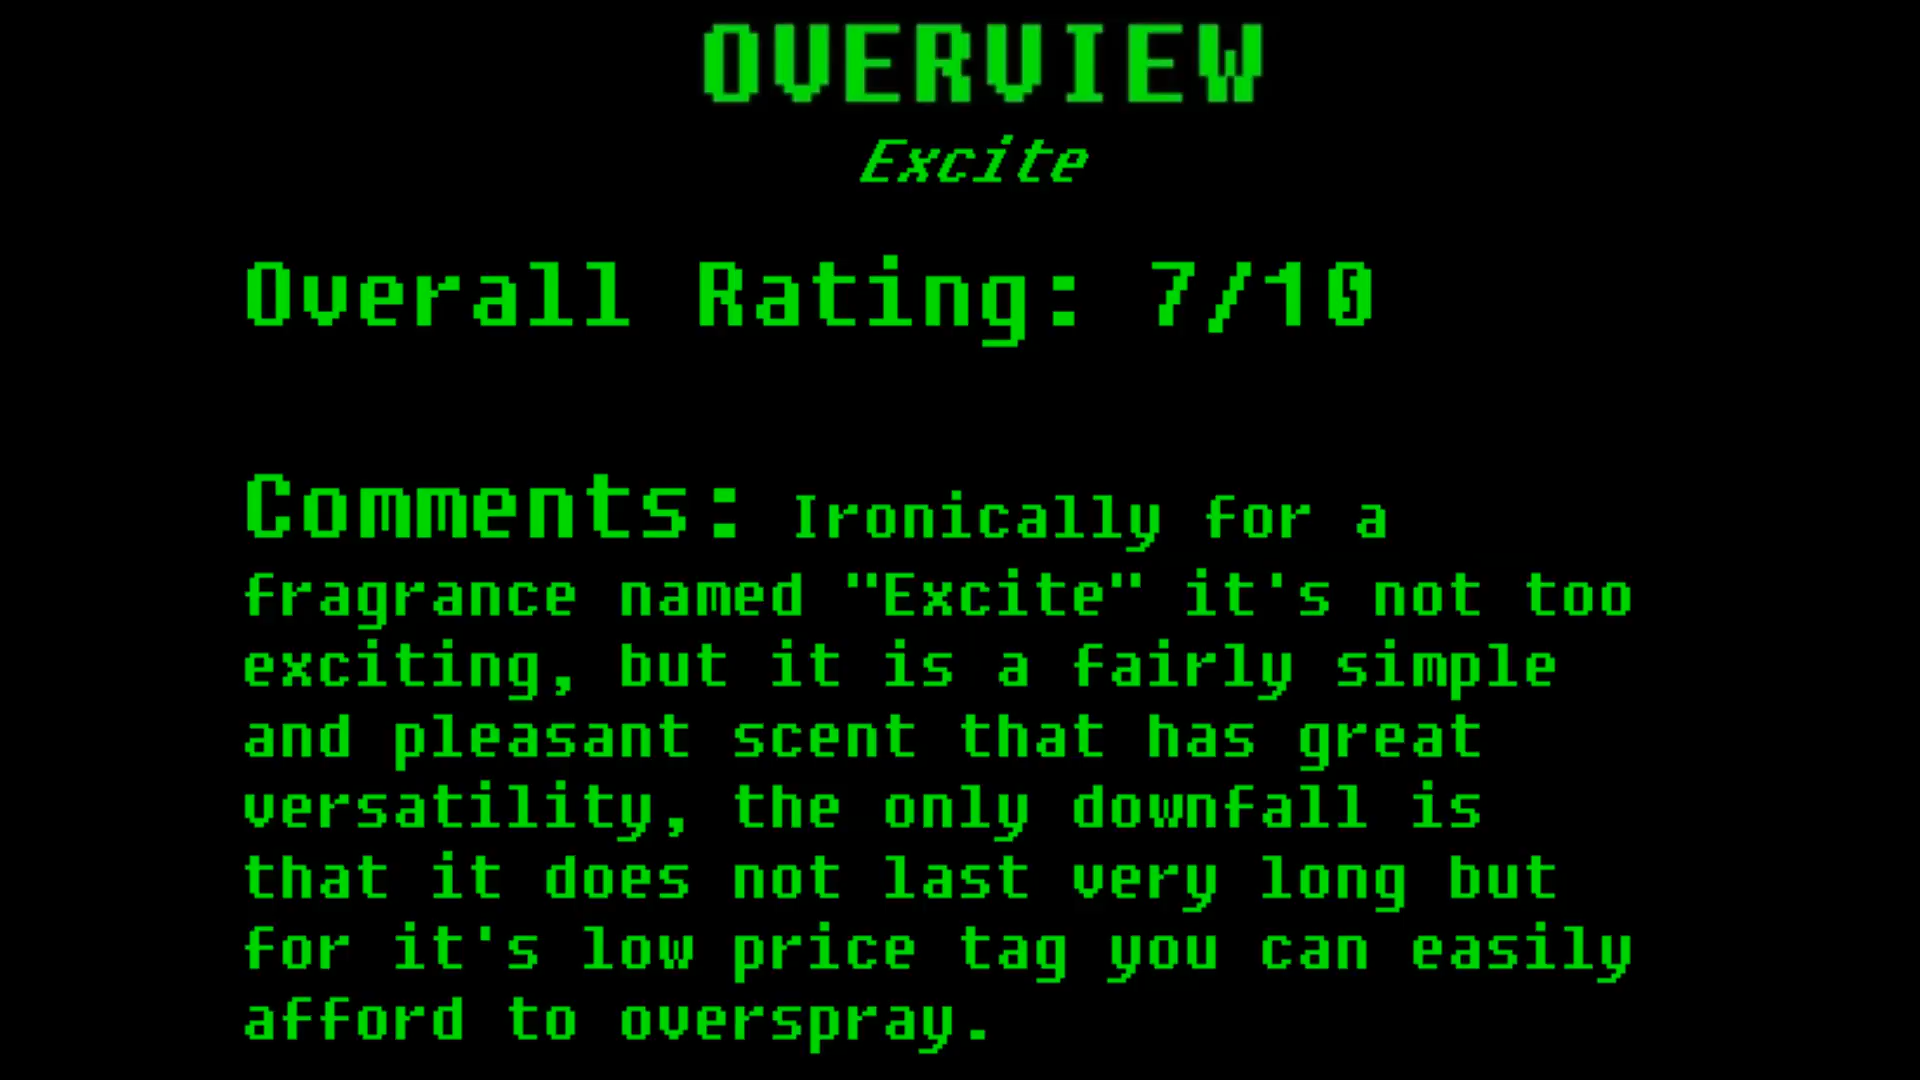 OVERVIEW
Excite
Overall Rating: 7/10
Comments: Ironically for a
fragrance named "Excite" it's not too
exciting, but it is a fairly simple
and pleasant scent that has great
versatility, the only downfall is
that it does not last very long but
for it's low price tag you can easily
afford to overspray.